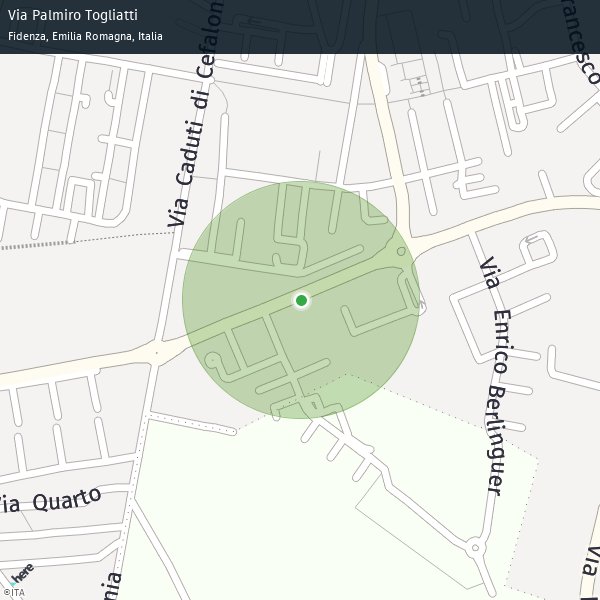 Via Palmiro Togliatti
Fidenza, Emilia Romagna, Italia
Via Caduti di Cefalon
rancesco
Via Enrico Berlinguer
Via Quarto
nia
Via
here
©ITA